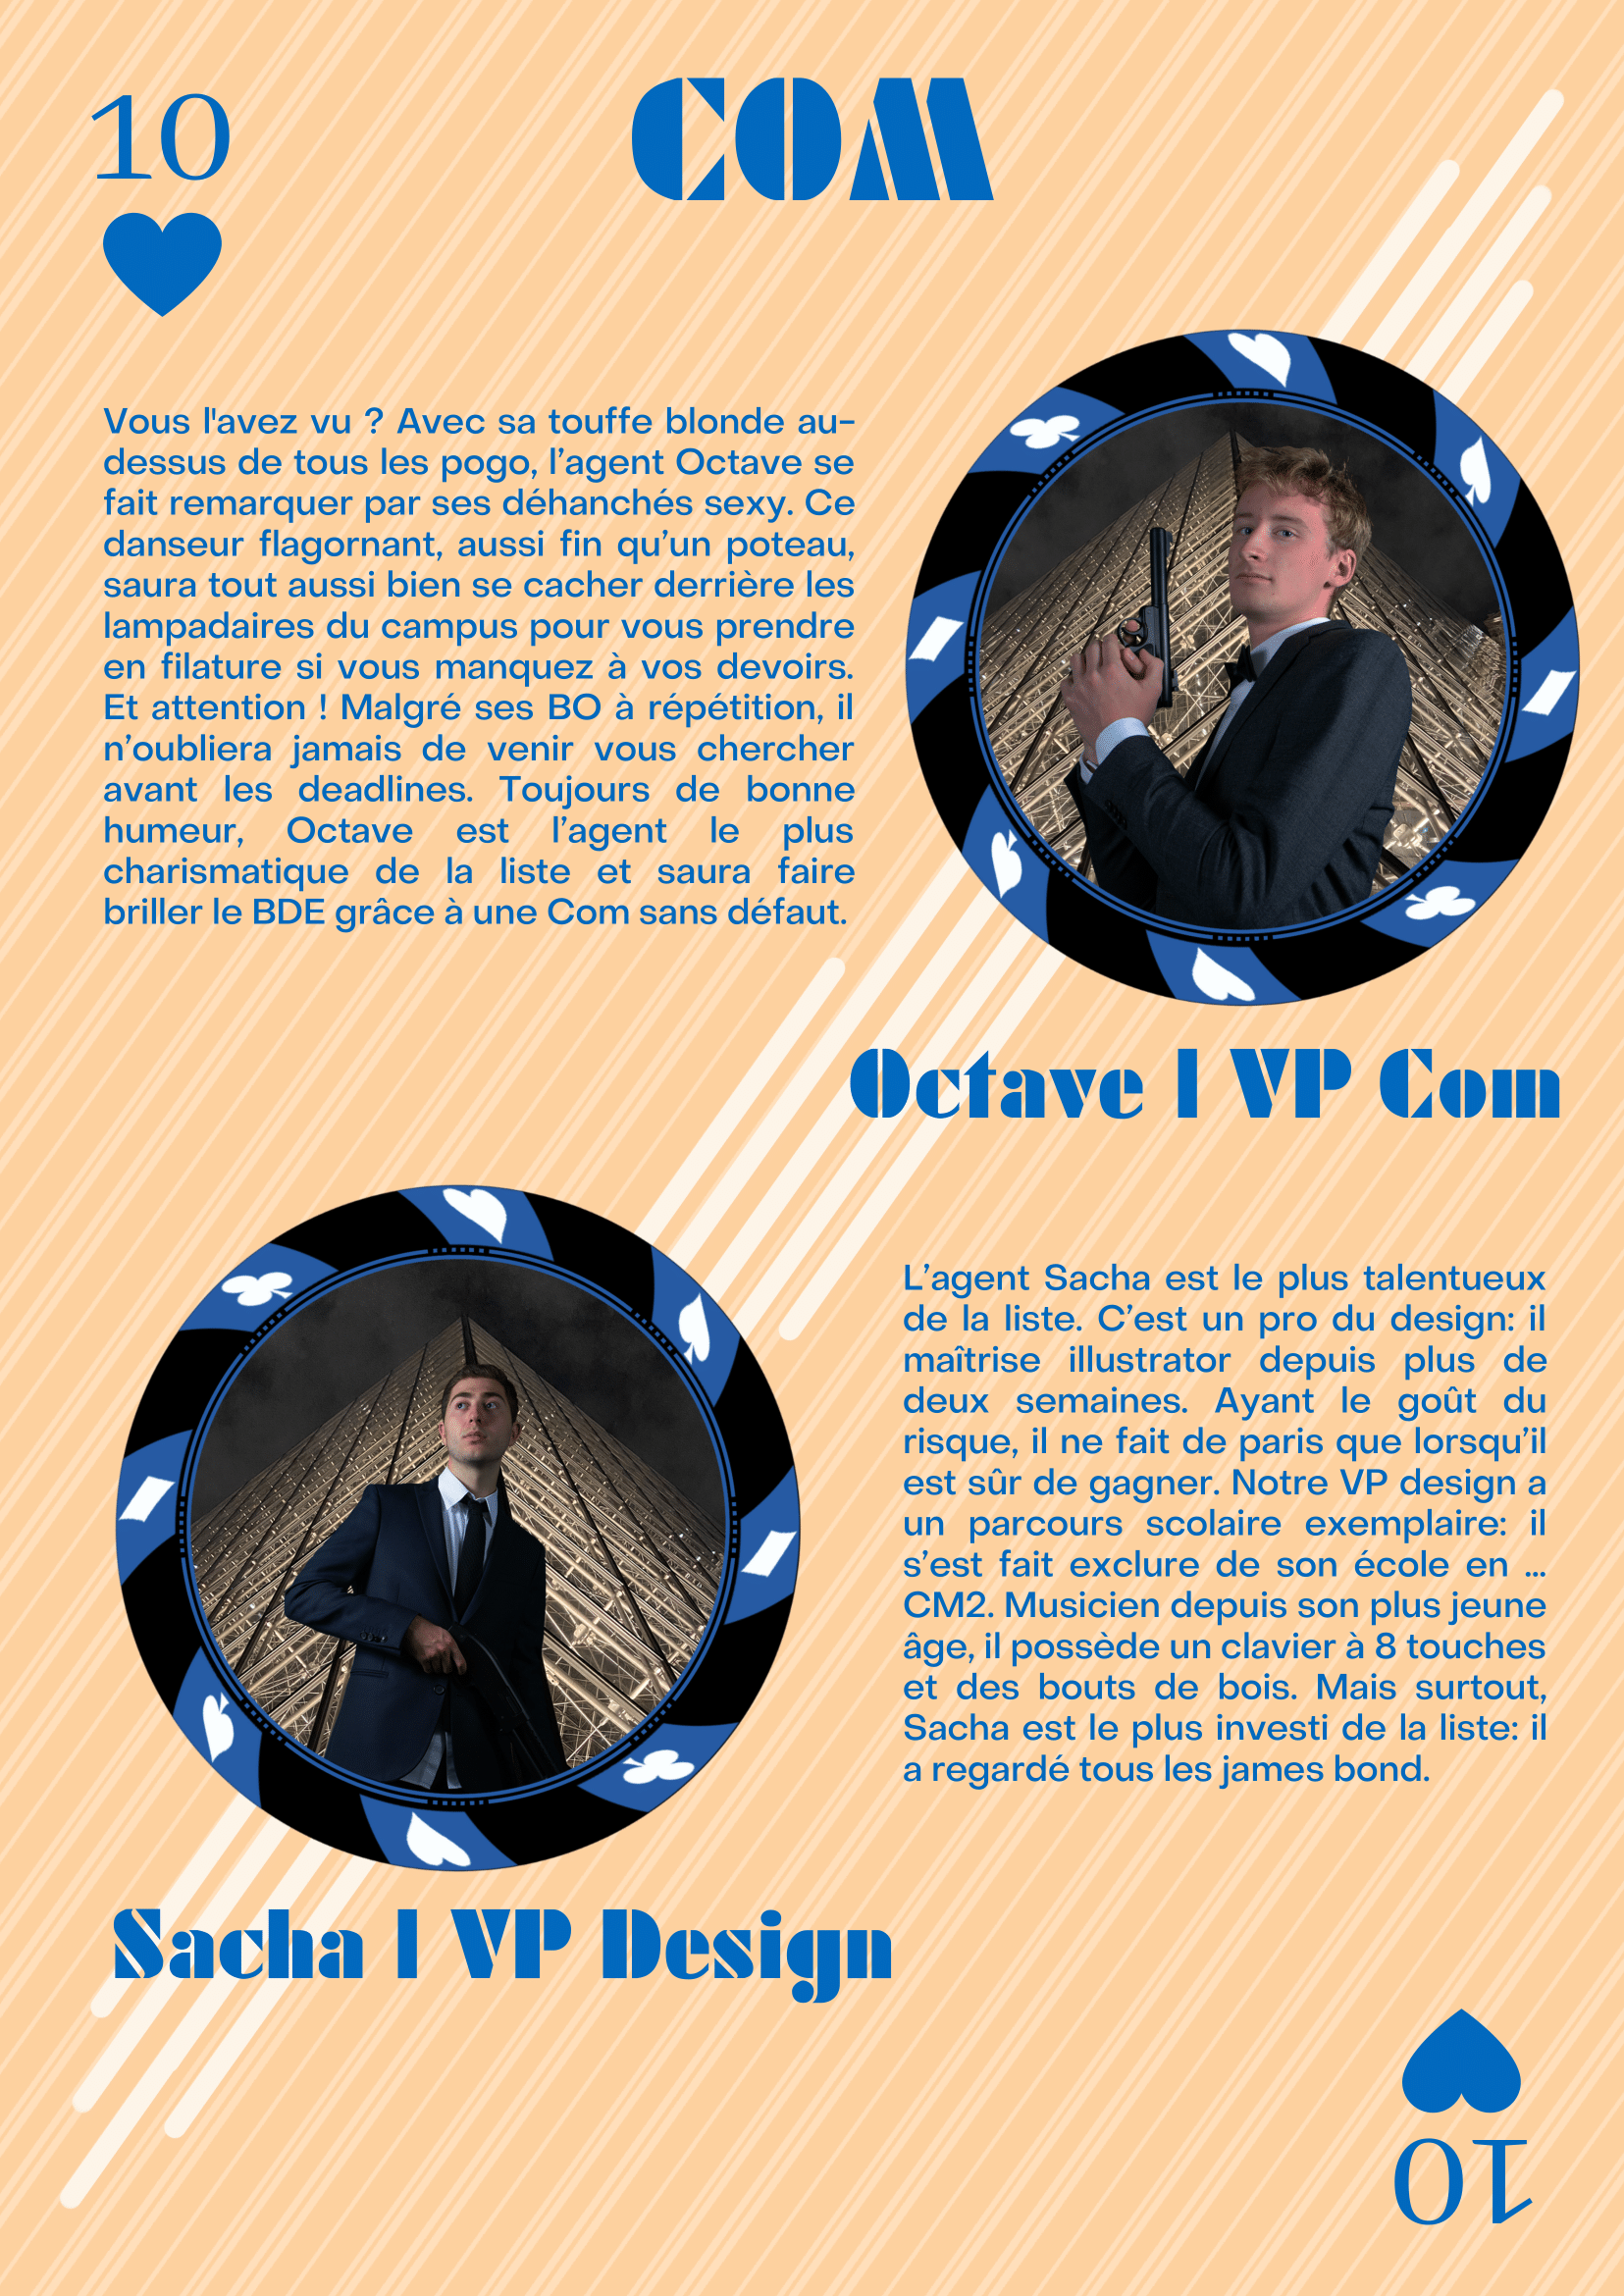 10
COM
Vous l'avez vu ? Avec sa touffe blonde au-
dessus de tous les pogo, l’agent Octave se
fait remarquer par ses déhanchés sexy. Ce
danseur flagornant, aussi fin qu’un poteau,
saura tout aussi bien se cacher derrière les
lampadaires du campus pour vous prendre
en filature si vous manquez à vos devoirs.
Et attention ! Malgré ses BO à répétition, il
n’oubliera jamais de venir vous chercher
avant les deadlines. Toujours de bonne
humeur, Octave est l’agent le plus
charismatique de la liste et saura faire
briller le BDE grâce à une Com sans défaut.
Octave | VP Com
L’agent Sacha est le plus talentueux
de la liste. C’est un pro du design: il
maîtrise illustrator depuis plus de
deux semaines. Ayant le goût du
risque, il ne fait de paris que lorsqu’il
est sûr de gagner. Notre VP design a
un parcours scolaire exemplaire: il
s’est fait exclure de son école en ...
CM2. Musicien depuis son plus jeune
âge, il possède un clavier à 8 touches
et des bouts de bois. Mais surtout,
Sacha est le plus investi de la liste: il
a regardé tous les james bond.
Sacha | VP Design
10